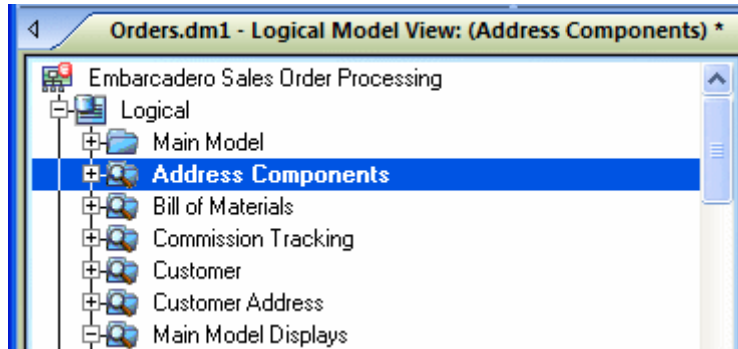 Orders.dm1 - Logical Model View: (Address Components) *
Embarcadero Sales Order Processing
Logical
Main Model
Address Components
Bill of Materials
Commission Tracking
Customer
Customer Address
Main Model Displays